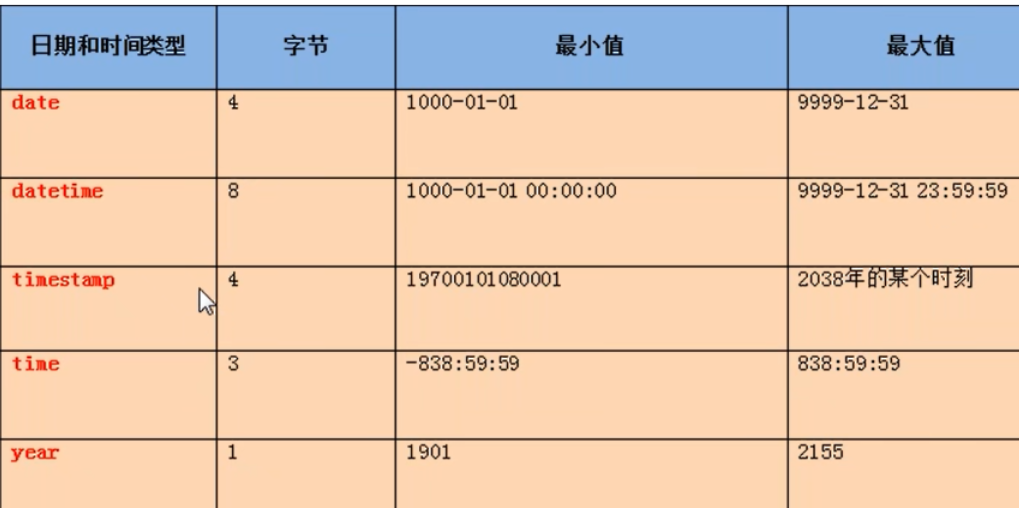 日期和时间类型 字节 最小值 最大值
date 4 1000-01-01 9999-12-31
datetime 8 1000-01-01 00:00:00 9999-12-31 23:59:59
timestamp 4 19700101080001 2038年的某个时刻
time 3 -838:59:59 838:59:59
year 1 1901 2155